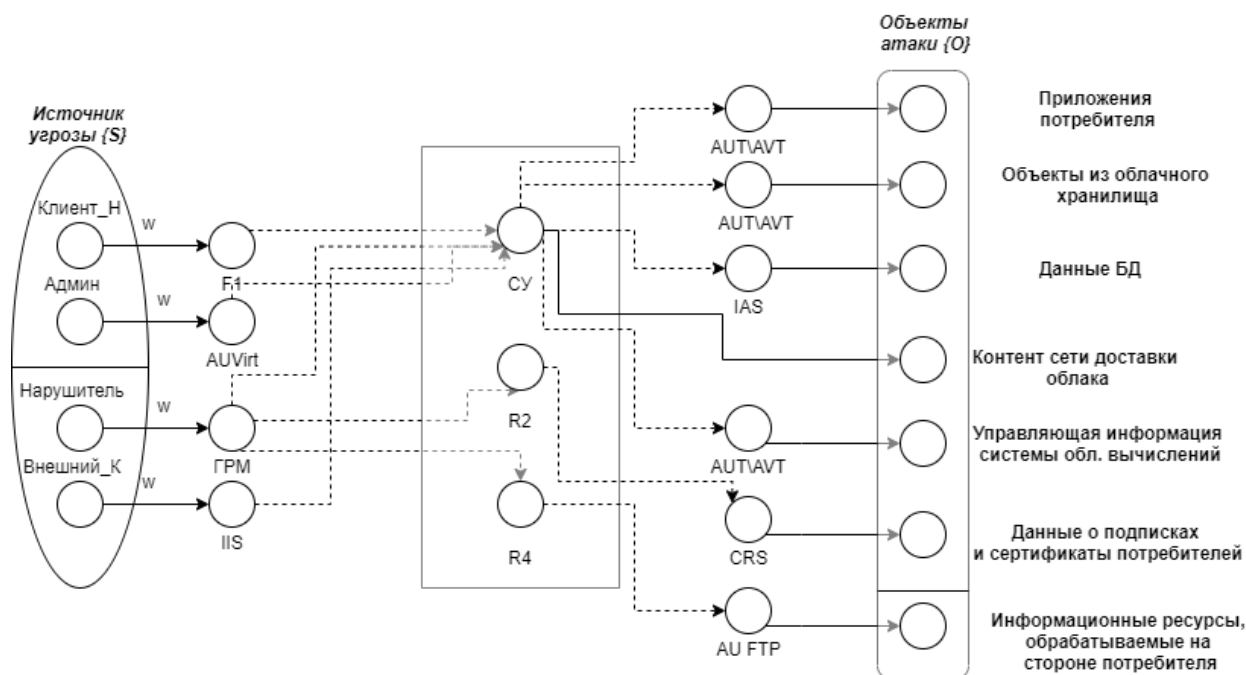 Объекты
атаки {O}
Источник
угрозы {S}
Клиент_Н
w
Админ
w
Нарушитель
w
Внешний_К
w
F1
AUVirt
ГРМ
IIS
СУ
R2
R4
AUT\AVT
AUT\AVT
IAS
AUT\AVT
CRS
AU FTP
Приложения
потребителя
Объекты из облачного
хранилища
Данные БД
Контент сети доставки
облака
Управляющая информация
системы обл. вычислений
Данные о подписках
и сертификаты потребителей
Информационные ресурсы,
обрабатываемые на
стороне потребителя